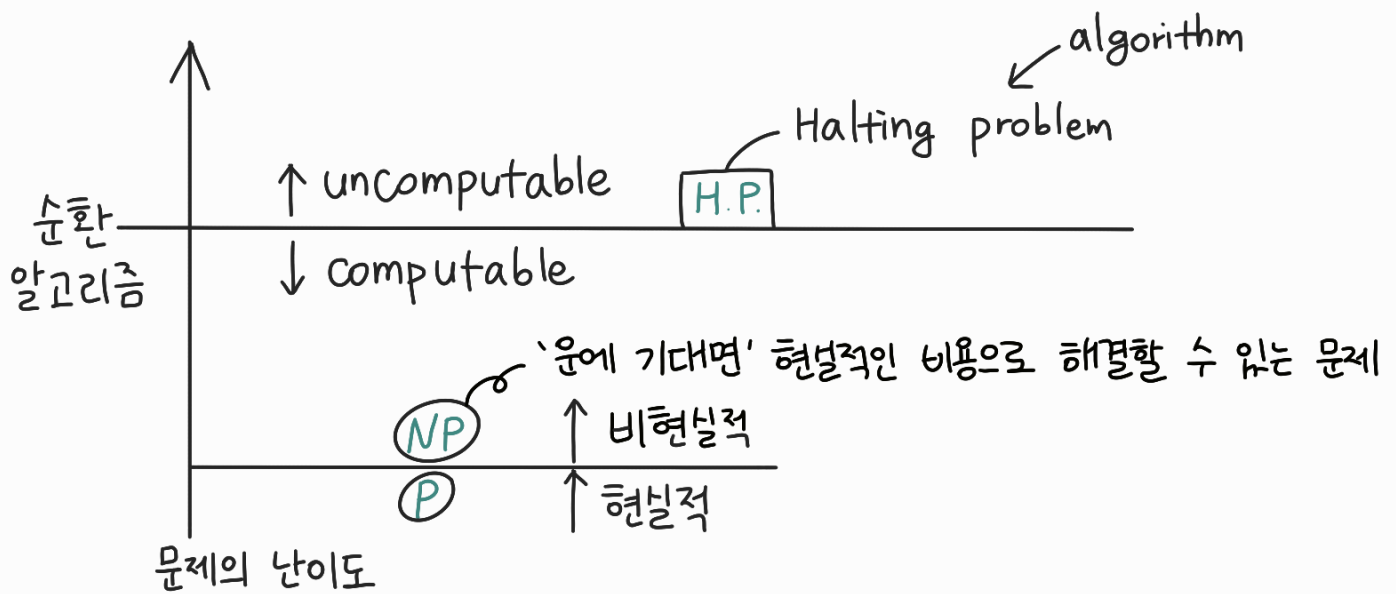 algorithm
Halting problem
↑ uncomputable
H.P.
순환
알고리즘
↓ computable
'운에 기대면' 현실적인 비용으로 해결할 수 있는 문제
NP
↑ 비현실적
P
↑ 현실적
문제의 난이도